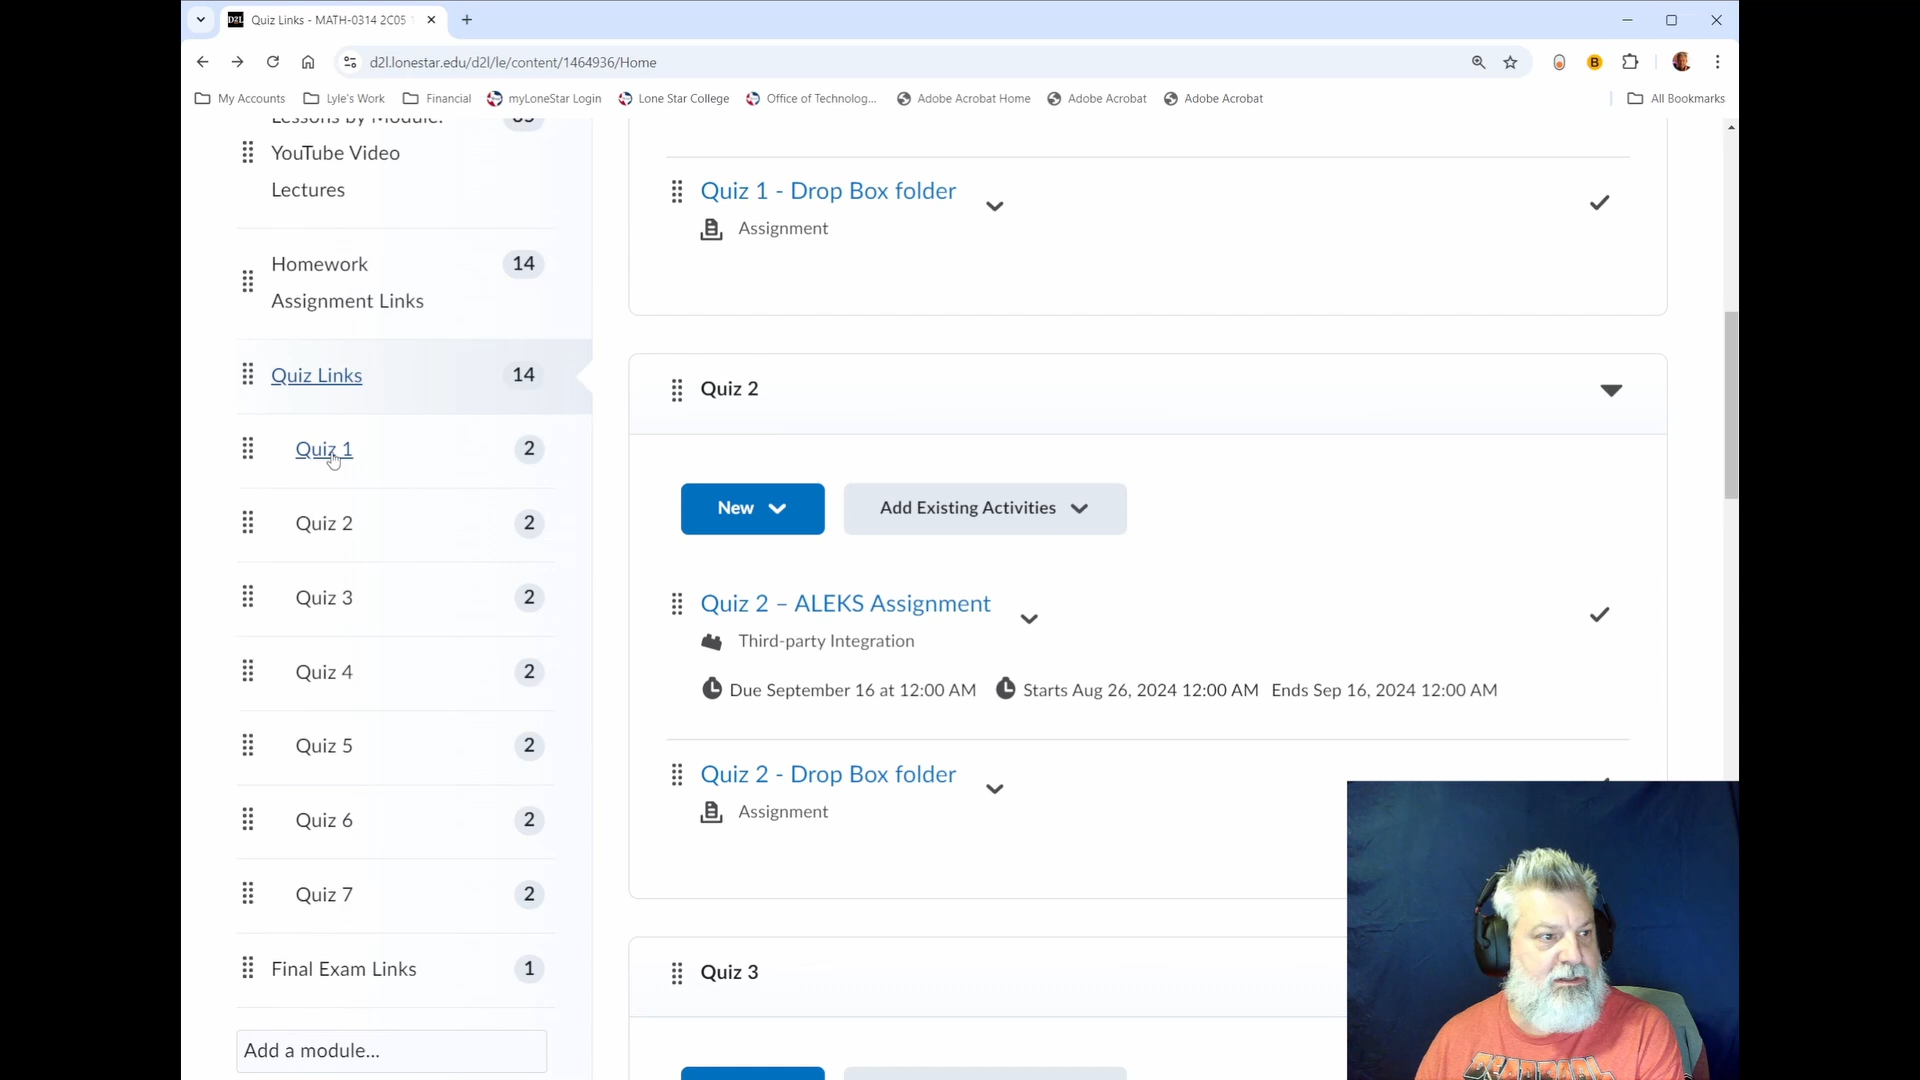 D2L Quiz Links - MATH-0314 2C05
d2l.lonestar.edu/d2l/le/content/1464936/Home
B
My Accounts Lyle's Work Financial myLoneStar Login Lone Star College Office of Technolog... Adobe Acrobat Home Adobe Acrobat Adobe Acrobat All Bookmarks
Lessons by Module:
YouTube Video
Lectures
Homework 14
Assignment Links
Quiz Links 14
Quiz 1 2
Quiz 2 2
Quiz 3 2
Quiz 4 2
Quiz 5 2
Quiz 6 2
Quiz 7 2
Final Exam Links 1
Add a module...
Quiz 1 - Drop Box folder
Assignment
Quiz 2
New Add Existing Activities
Quiz 2 – ALEKS Assignment
Third-party Integration
Due September 16 at 12:00 AM Starts Aug 26, 2024 12:00 AM Ends Sep 16, 2024 12:00 AM
Quiz 2 - Drop Box folder
Assignment
Quiz 3
DEADPOOL